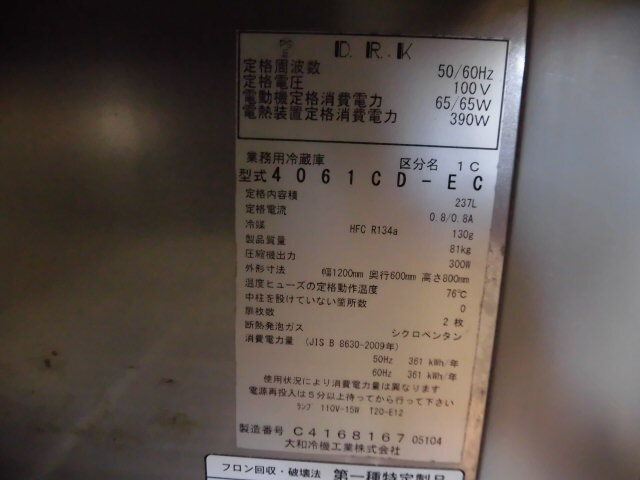 D.R.K
定格周波数 50/60Hz
定格電圧 100V
電動機定格消費電力 65/65W
電熱装置定格消費電力 390W
業務用冷蔵庫 区分名 1C
型式 4061CD-EC
定格内容積 237L
定格電流 0.8/0.8A
冷媒 HFC R134a 130g
製品質量 81kg
圧縮機出力 300W
外形寸法 幅1200mm 奥行600mm 高さ800mm
温度ヒューズの定格動作温度 76℃
中柱を設けていない箇所数 0
扉枚数 2枚
断熱発泡ガス シクロペンタン
消費電力量 (JIS B 8630-2009年)
50Hz 361 kWh/年
60Hz 361 kWh/年
使用状況により消費電力量は異なります
電源再投入は5分以上待ってから行って下さい
ランプ 110V-15W T20-E12
製造番号 C4168167 05104
大和冷機工業株式会社
フロン回収・破壊法 第一種特定製品